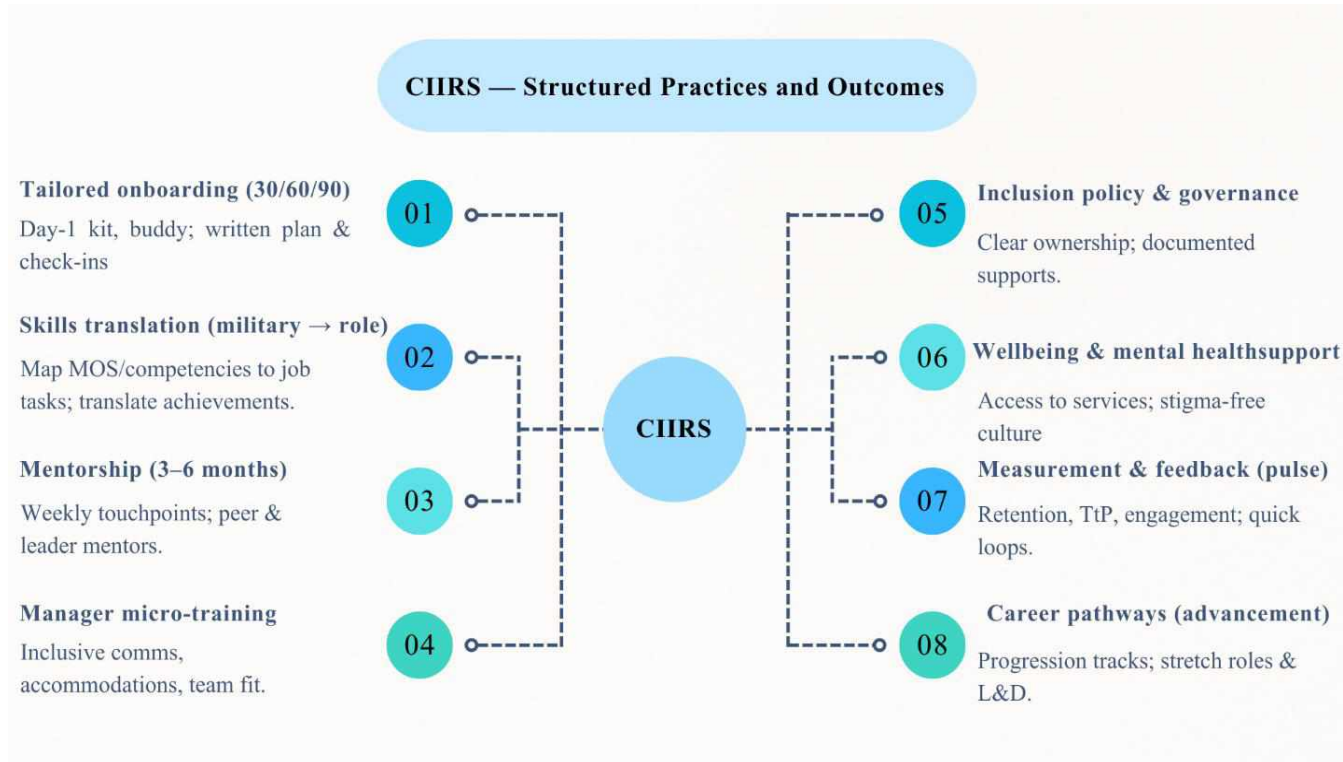 CIIRS — Structured Practices and Outcomes
Tailored onboarding (30/60/90)
01
Day-1 kit, buddy; written plan &
check-ins
Skills translation (military → role)
02
Map MOS/competencies to job
tasks; translate achievements.
Mentorship (3–6 months)
03
Weekly touchpoints; peer &
leader mentors.
Manager micro-training
04
Inclusive comms,
accommodations, team fit.
CIIRS
05
Inclusion policy & governance
Clear ownership; documented
supports.
06
Wellbeing & mental healthsupport
Access to services; stigma-free
culture
Measurement & feedback (pulse)
07
Retention, TtP, engagement; quick
loops.
Career pathways (advancement)
08
Progression tracks; stretch roles &
L&D.